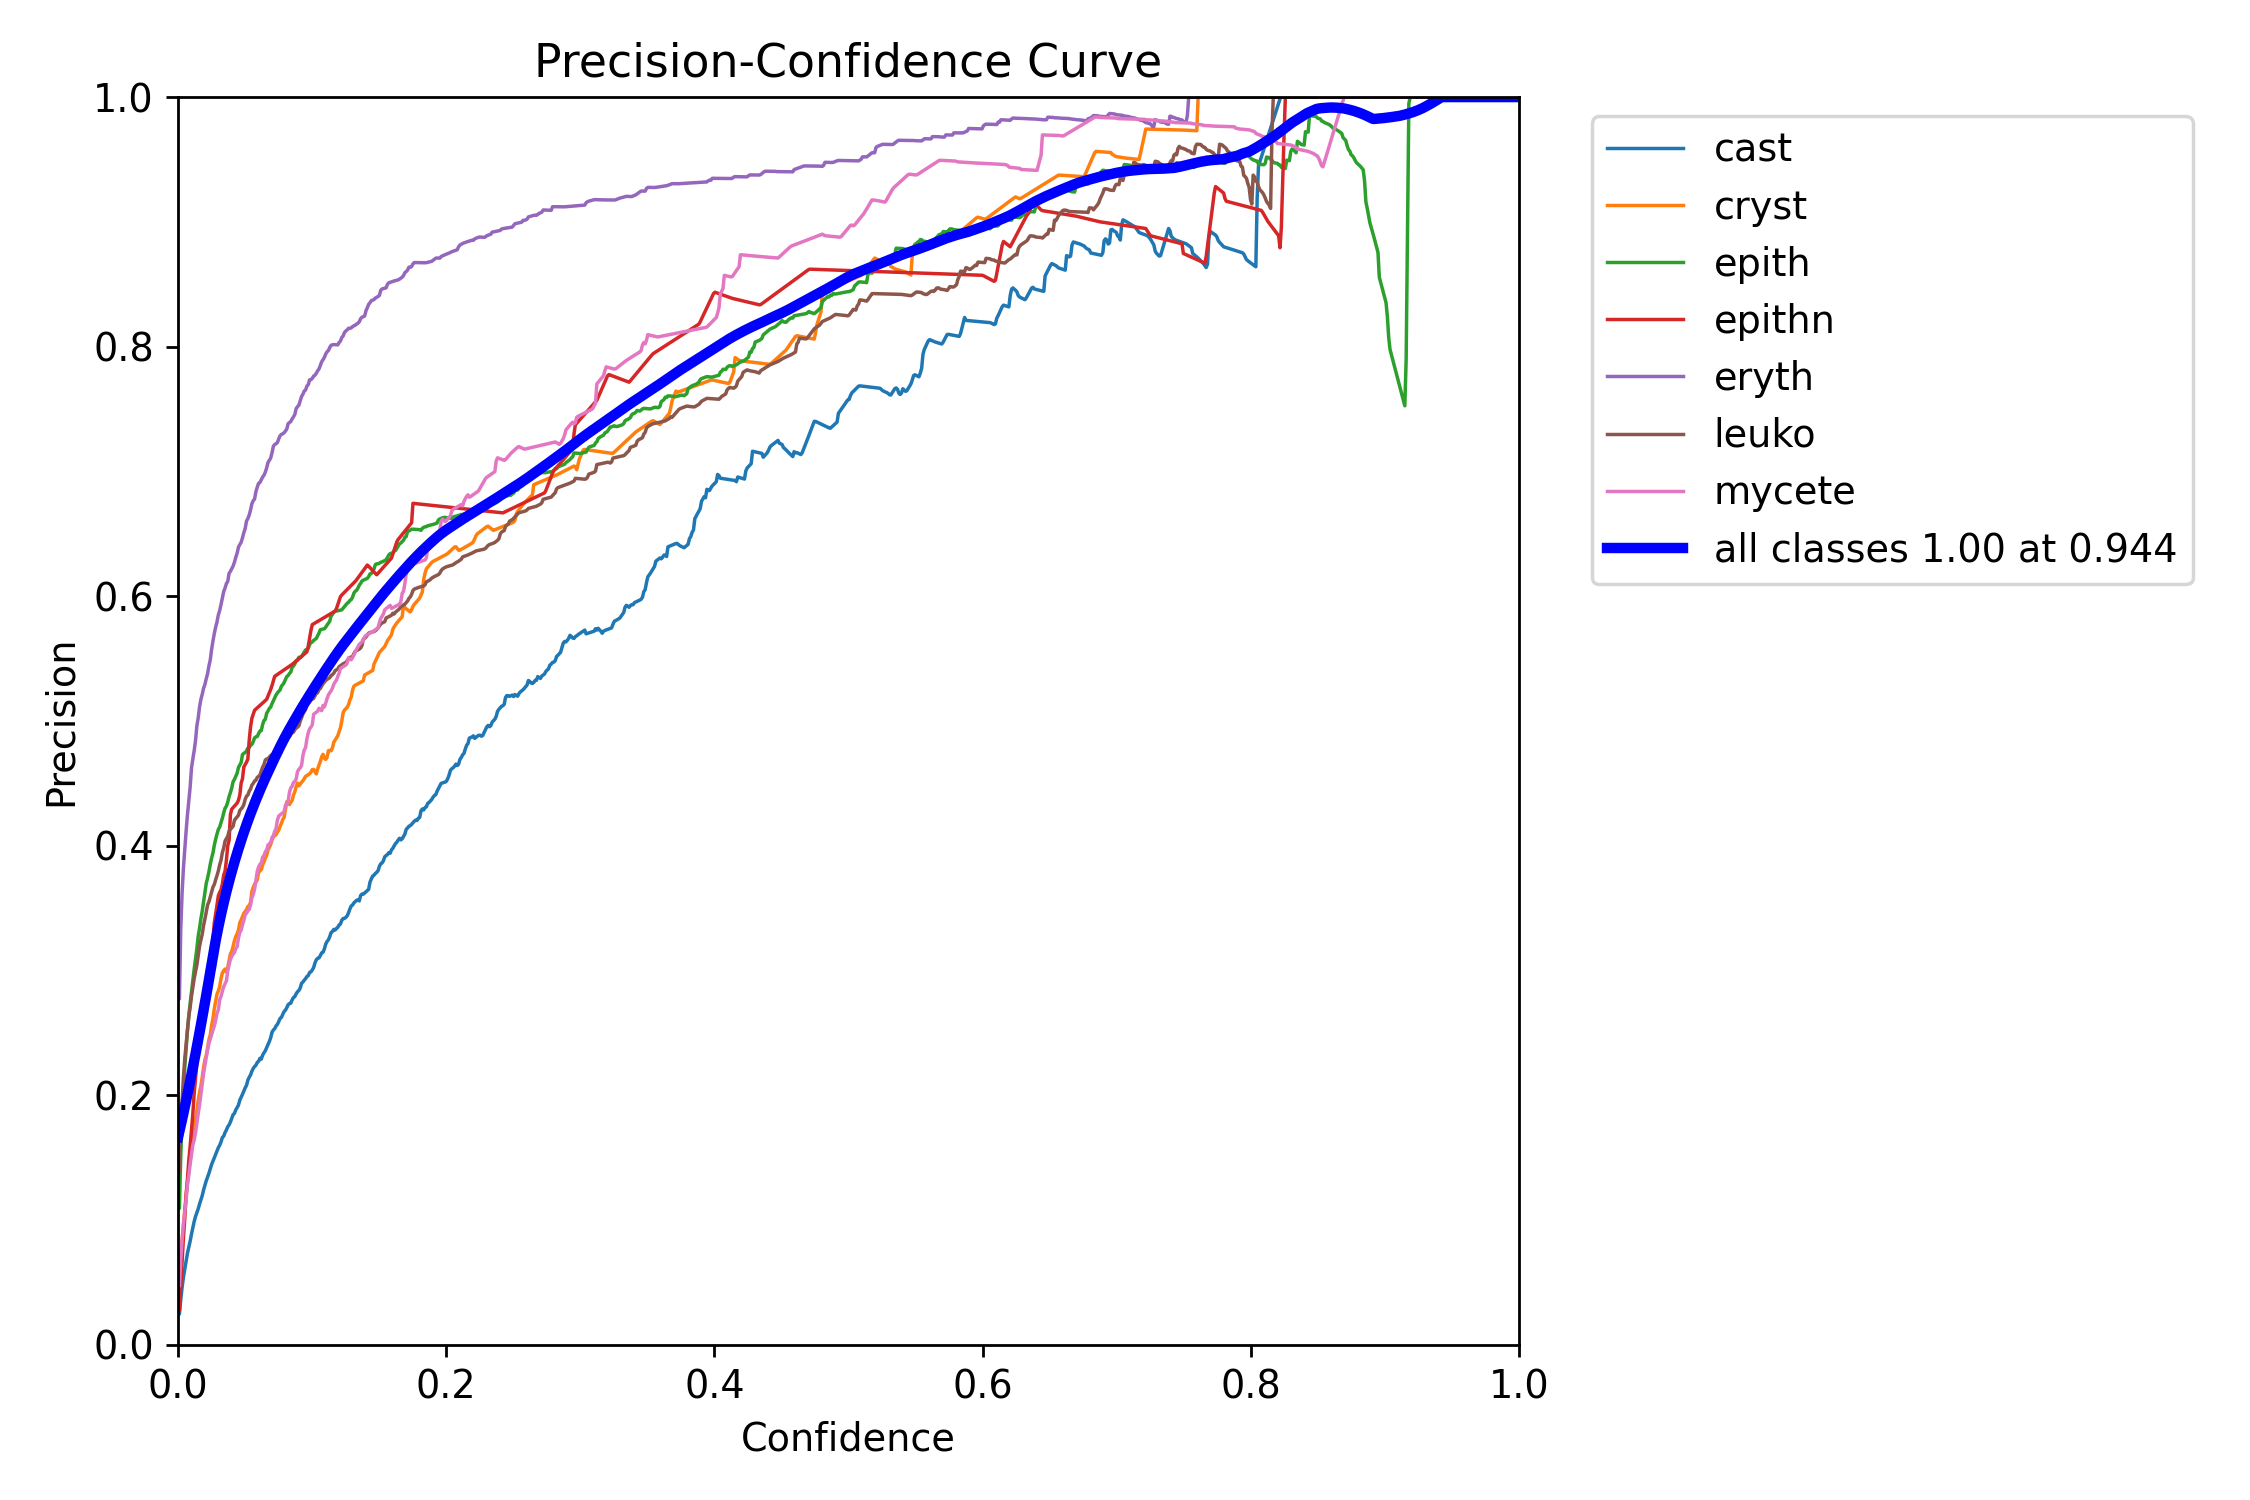 Precision-Confidence Curve
1.0
0.8
0.6
0.4
0.2
0.0
Precision
0.0 0.2 0.4 0.6 0.8 1.0
Confidence
cast
cryst
epith
epithn
eryth
leuko
mycete
all classes 1.00 at 0.944